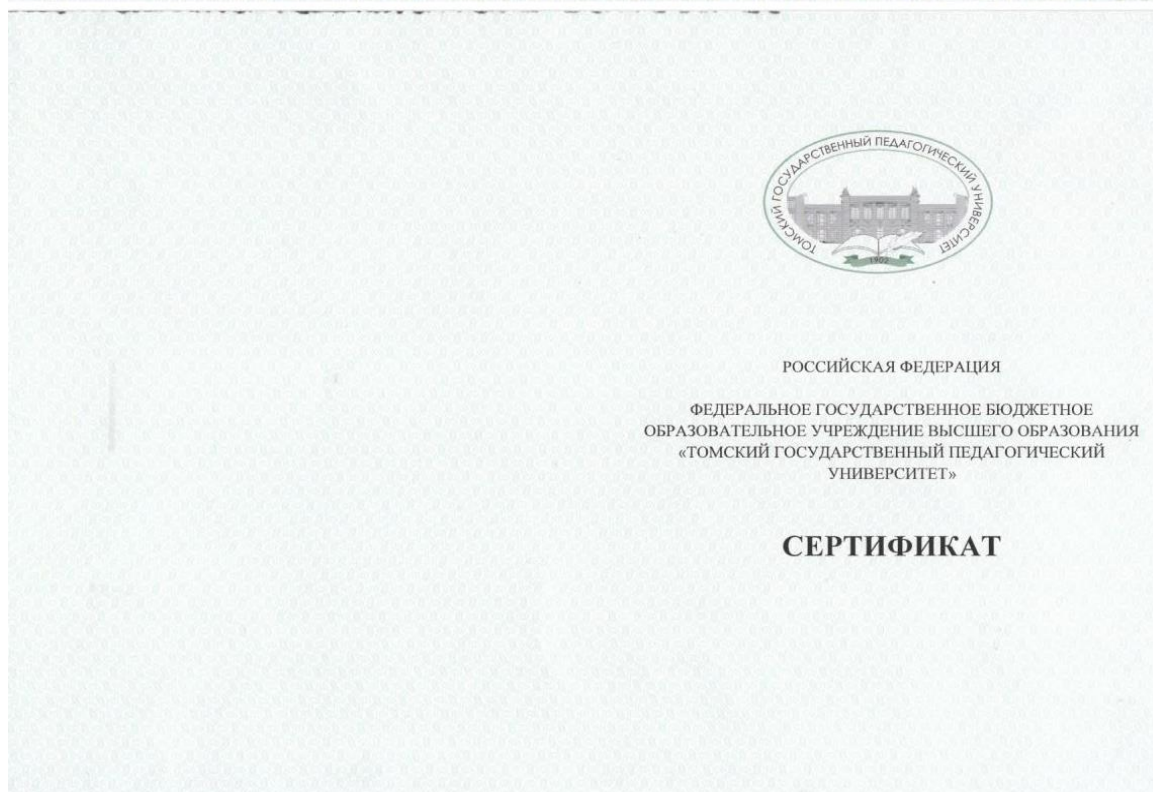 ТОМСКИЙ ГОСУДАРСТВЕННЫЙ ПЕДАГОГИЧЕСКИЙ УНИВЕРСИТЕТ
1902
РОССИЙСКАЯ ФЕДЕРАЦИЯ
ФЕДЕРАЛЬНОЕ ГОСУДАРСТВЕННОЕ БЮДЖЕТНОЕ
ОБРАЗОВАТЕЛЬНОЕ УЧРЕЖДЕНИЕ ВЫСШЕГО ОБРАЗОВАНИЯ
«ТОМСКИЙ ГОСУДАРСТВЕННЫЙ ПЕДАГОГИЧЕСКИЙ
УНИВЕРСИТЕТ»
СЕРТИФИКАТ